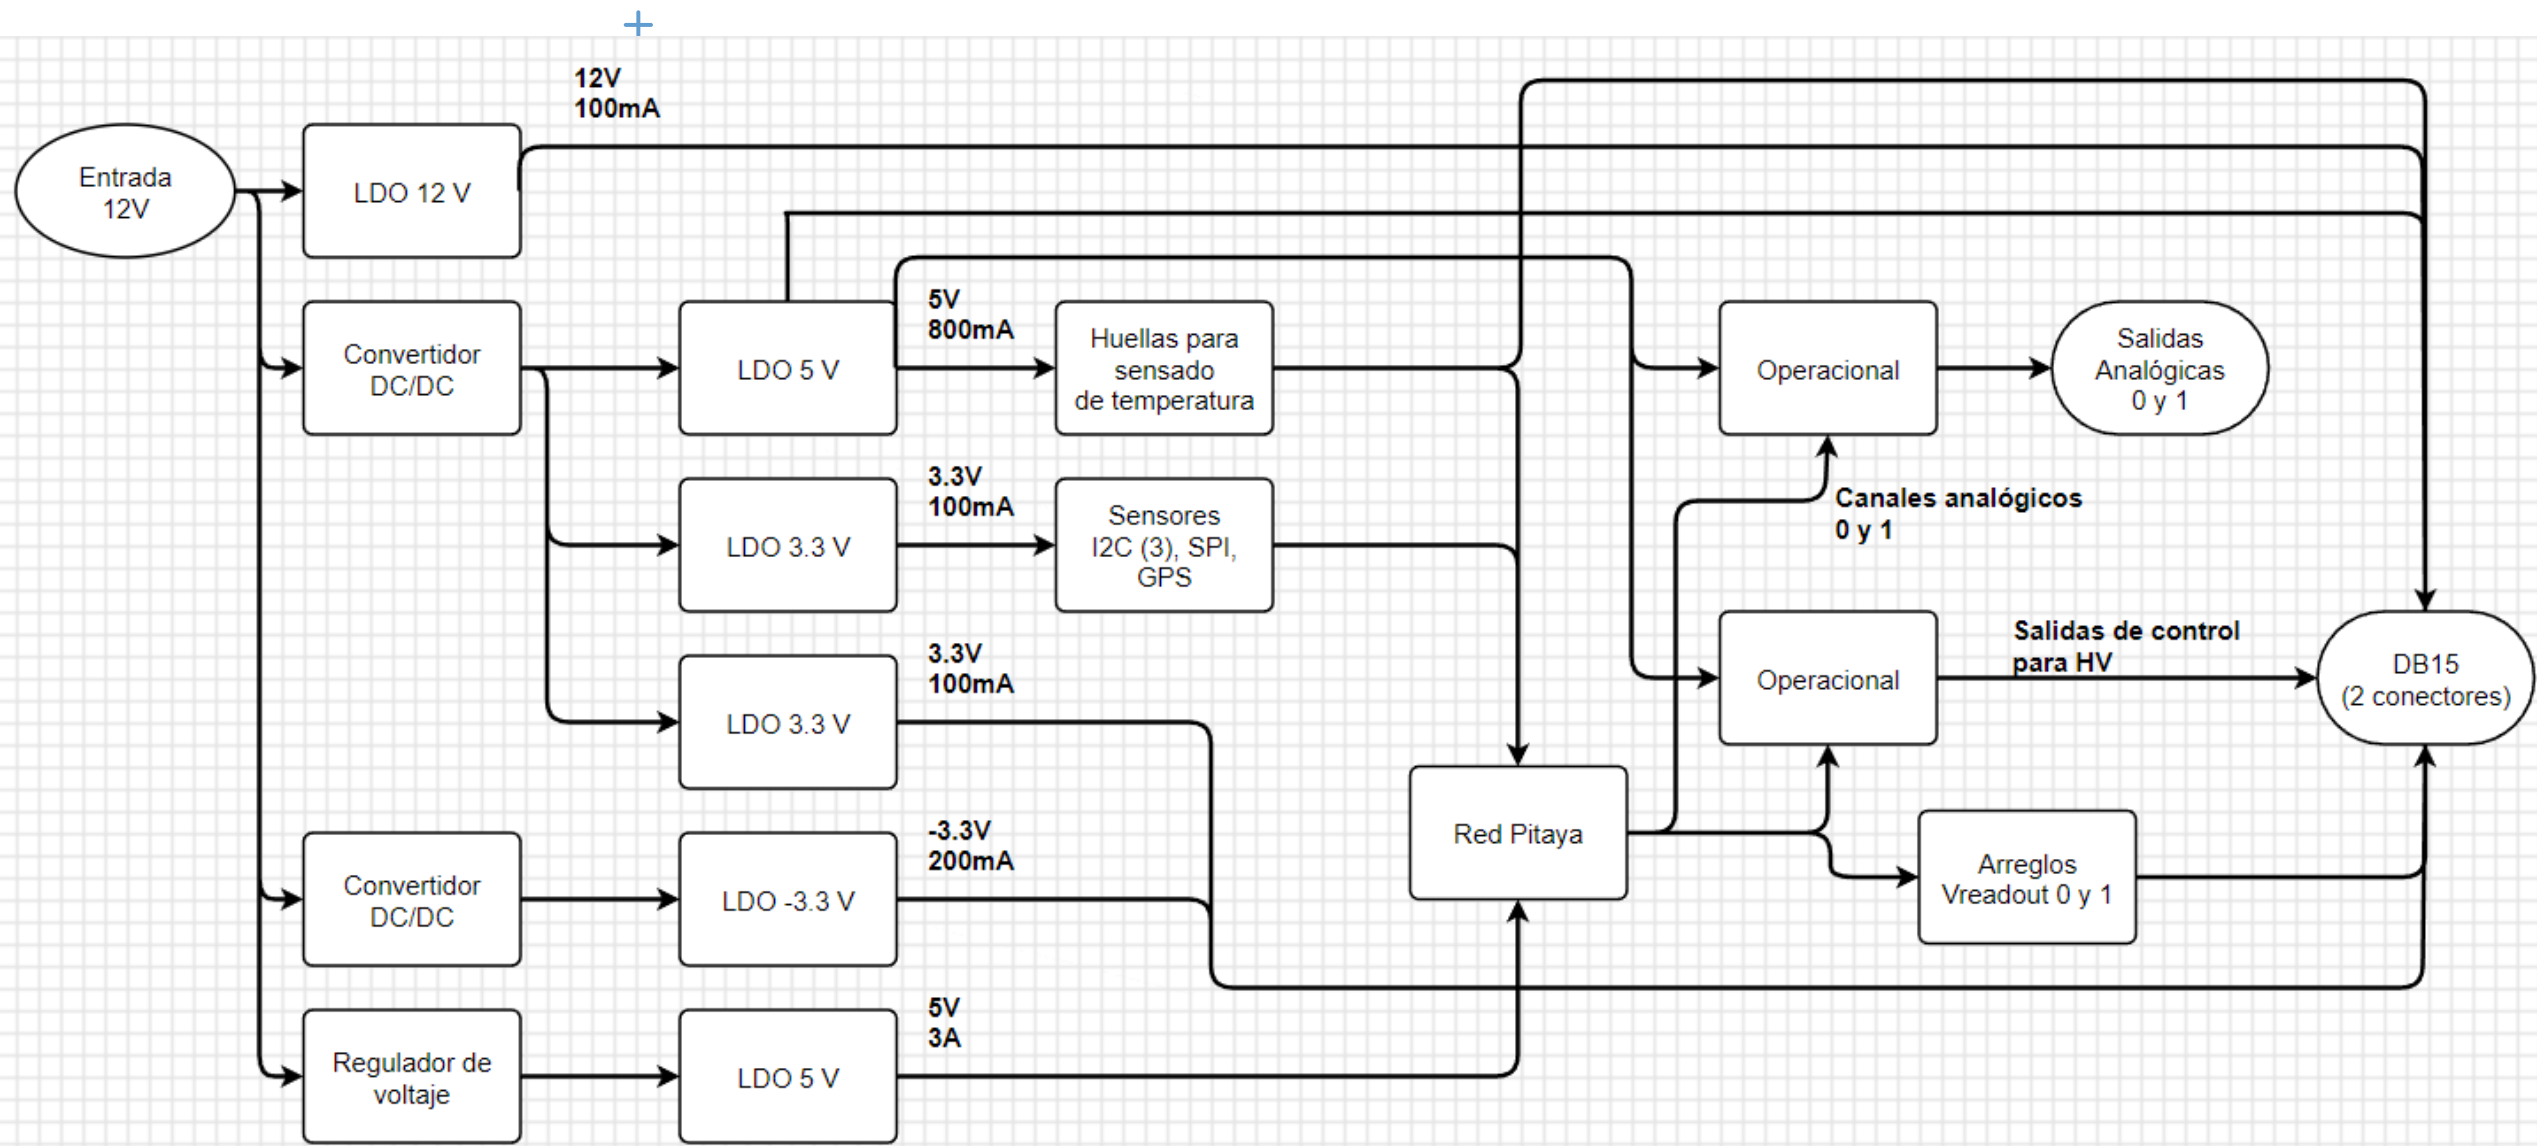 12V
100mA
Entrada
12V
LDO 12 V
Convertidor
DC/DC
LDO 5 V
5V
800mA
Huellas para
sensado
de temperatura
Operacional
Salidas
Analógicas
0 y 1
LDO 3.3 V
3.3V
100mA
Sensores
I2C (3), SPI,
GPS
Canales analógicos
0 y 1
LDO 3.3 V
3.3V
100mA
Operacional
Salidas de control
para HV
DB15
(2 conectores)
Convertidor
DC/DC
LDO -3.3 V
-3.3V
200mA
Red Pitaya
Arreglos
Vreadout 0 y 1
Regulador de
voltaje
LDO 5 V
5V
3A